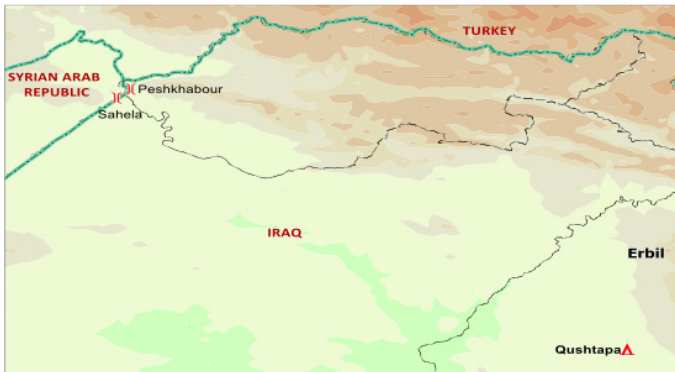 TURKEY
SYRIAN ARAB
REPUBLIC
Peshkhabour
Sahela
IRAQ
Erbil
Qushtapa